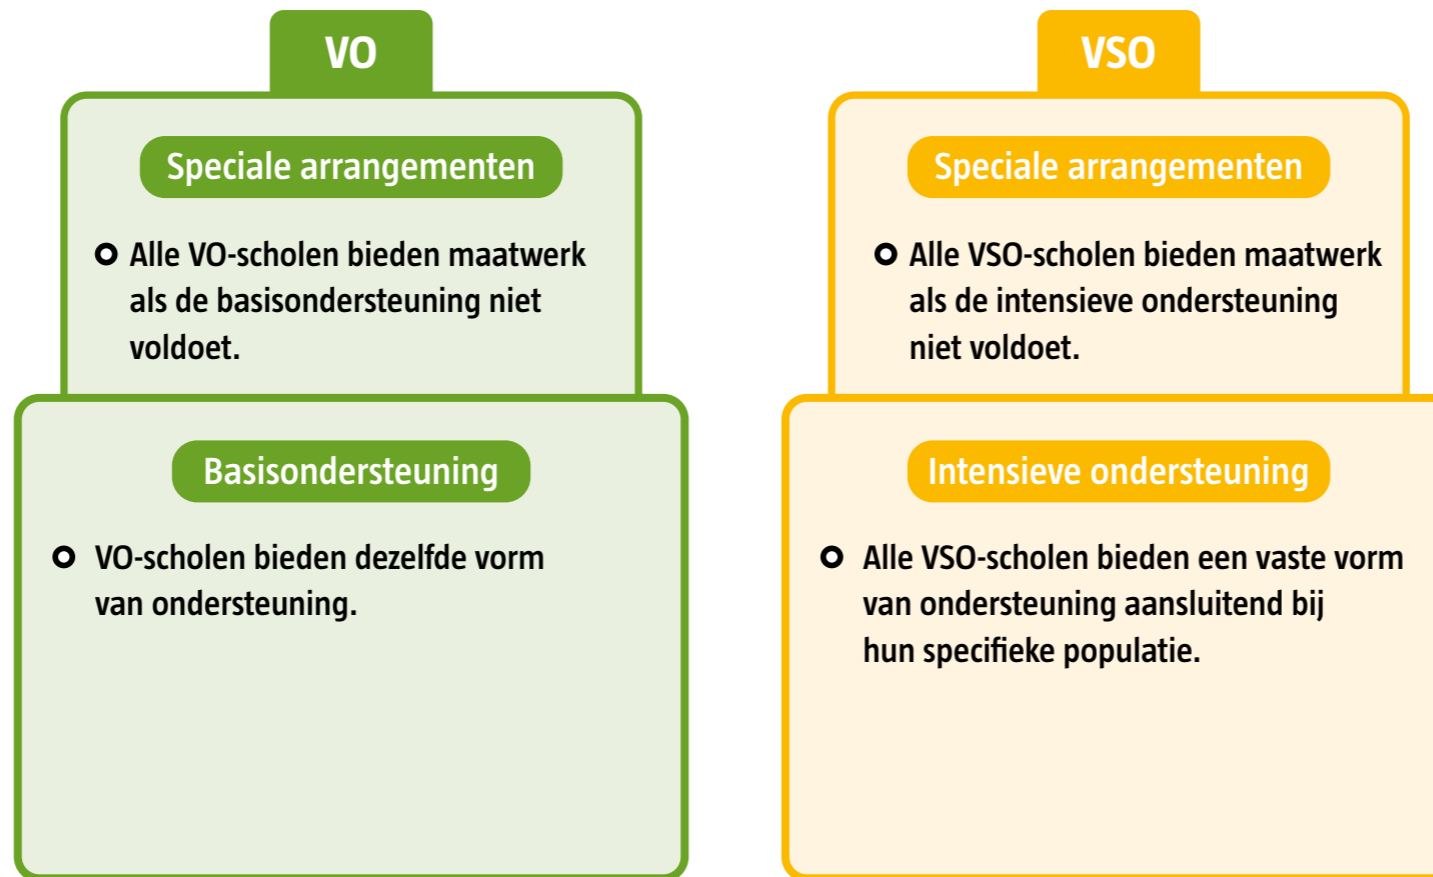 VO
Speciale arrangementen
Alle VO-scholen bieden maatwerk
als de basisondersteuning niet
voldoet.
Basisondersteuning
VO-scholen bieden dezelfde vorm
van ondersteuning.
VSO
Speciale arrangementen
Alle VSO-scholen bieden maatwerk
als de intensieve ondersteuning
niet voldoet.
Intensieve ondersteuning
Alle VSO-scholen bieden een vaste vorm
van ondersteuning aansluitend bij
hun specifieke populatie.